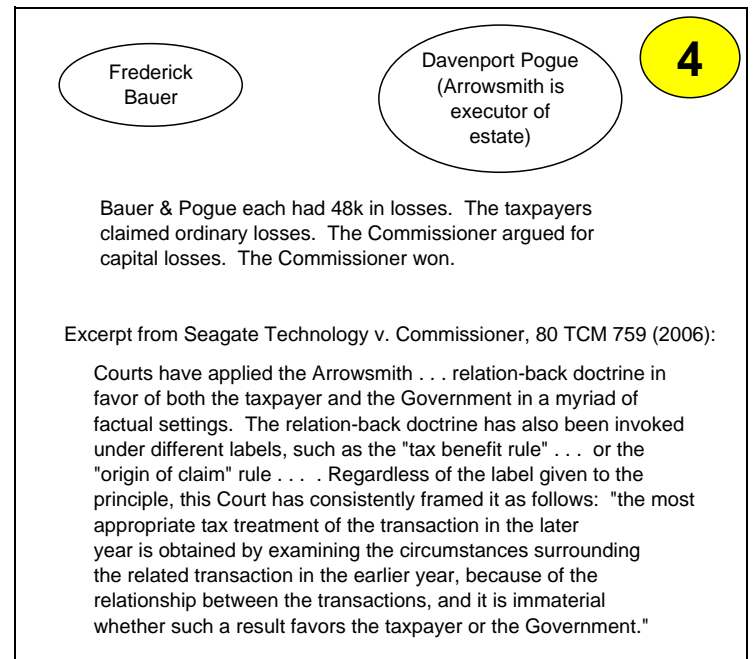 Frederick
Bauer
Davenport Pogue
(Arrowsmith is
executor of
estate)
4
Bauer & Pogue each had 48k in losses.  The taxpayers
claimed ordinary losses.  The Commissioner argued for
capital losses.  The Commissioner won.
Excerpt from Seagate Technology v. Commissioner, 80 TCM 759 (2006):
Courts have applied the Arrowsmith . . . relation-back doctrine in
favor of both the taxpayer and the Government in a myriad of
factual settings.  The relation-back doctrine has also been invoked
under different labels, such as the "tax benefit rule" . . .  or the
"origin of claim" rule . . . . Regardless of the label given to the
principle, this Court has consistently framed it as follows:  "the most
appropriate tax treatment of the transaction in the later
year is obtained by examining the circumstances surrounding
the related transaction in the earlier year, because of the
relationship between the transactions, and it is immaterial
whether such a result favors the taxpayer or the Government."